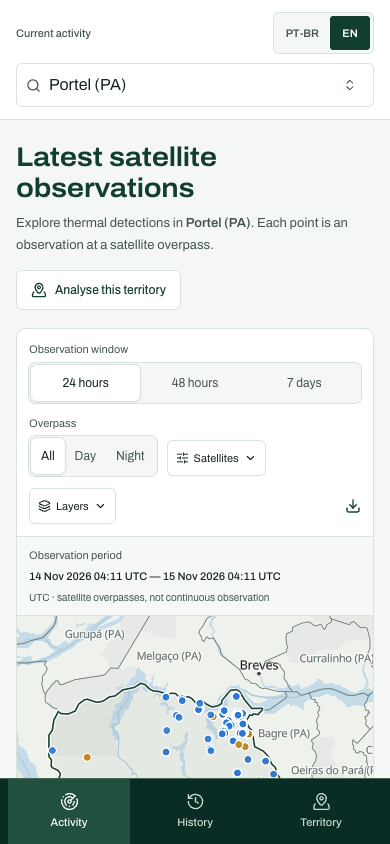 Current activity
PT-BR
EN
Portel (PA)
Latest satellite
observations
Explore thermal detections in Portel (PA). Each point is an
observation at a satellite overpass.
Analyse this territory
Observation window
24 hours
48 hours
7 days
Overpass
All
Day
Night
Satellites
Layers
Observation period
14 Nov 2026 04:11 UTC — 15 Nov 2026 04:11 UTC
UTC · satellite overpasses, not continuous observation
Gurupá (PA)
Melgaço (PA)
Breves
Curralinho (PA)
Bagre (PA)
Oeiras do Pará
Activity
History
Territory